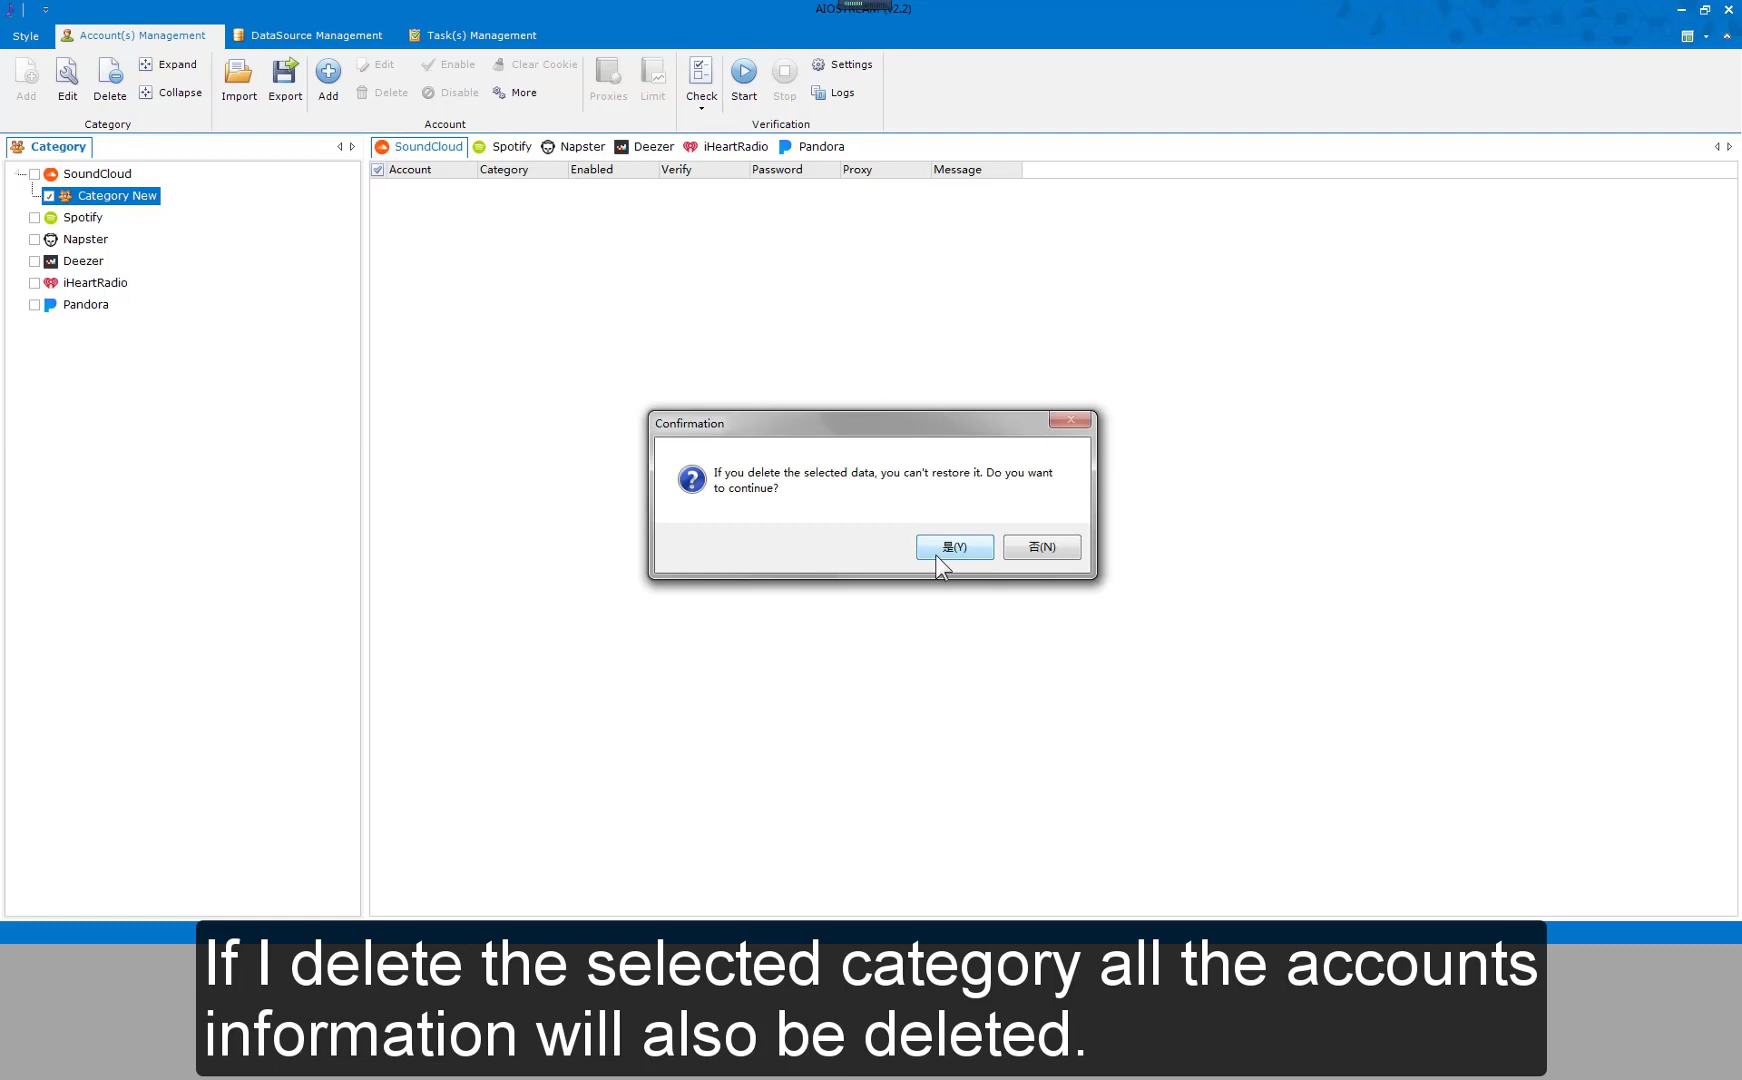 AIOSTREAM (V2.2)
Style
Account(s) Management
DataSource Management
Task(s) Management
Add
Edit
Delete
Expand
Collapse
Category
Import
Export
Add
Edit
Delete
Enable
Disable
Clear Cookie
More
Account
Proxies
Limit
Check
Start
Stop
Settings
Logs
Verification
Category
SoundCloud
Category New
Spotify
Napster
Deezer
iHeartRadio
Pandora
SoundCloud Spotify Napster Deezer iHeartRadio Pandora
Account Category Enabled Verify Password Proxy Message
Confirmation
If you delete the selected data, you can't restore it. Do you want
to continue?
是(Y) 否(N)
If I delete the selected category all the accounts
information will also be deleted.